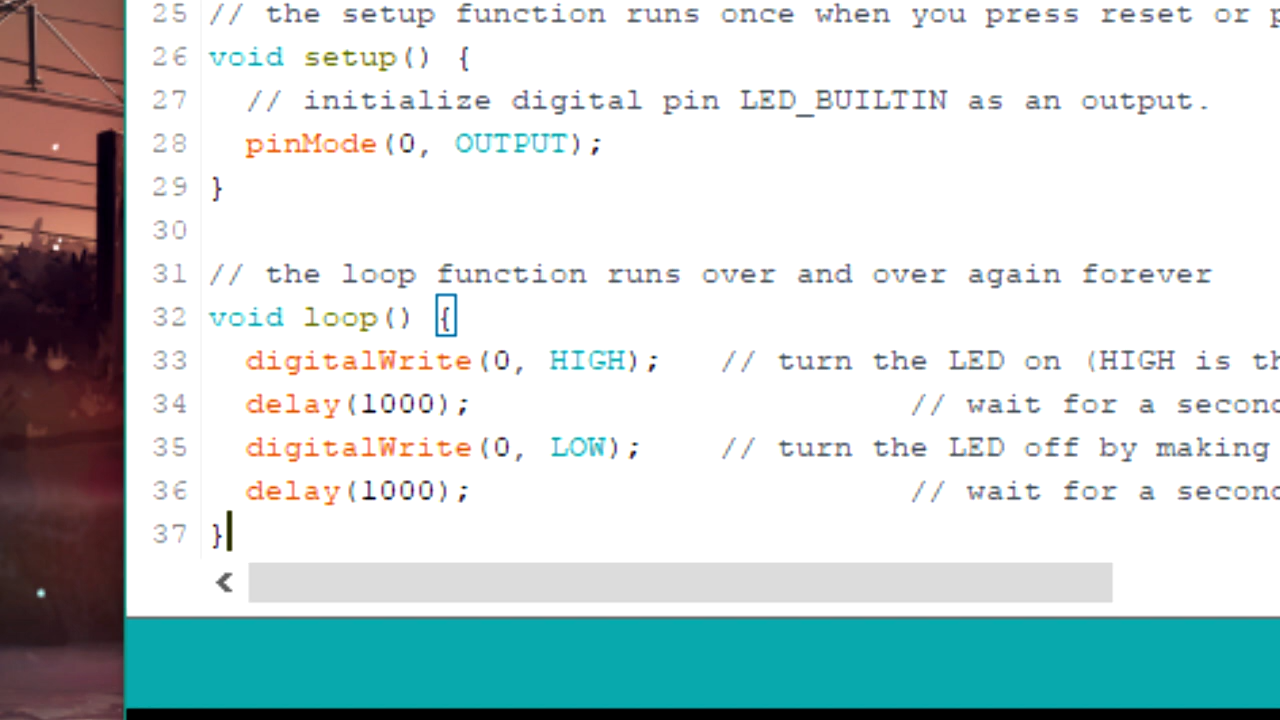 25 // the setup function runs once when you press reset or
26 void setup() {
27   // initialize digital pin LED_BUILTIN as an output.
28   pinMode(0, OUTPUT);
29 }
30
31 // the loop function runs over and over again forever
32 void loop() {
33   digitalWrite(0, HIGH);   // turn the LED on (HIGH is
34   delay(1000);                       // wait for a
35   digitalWrite(0, LOW);    // turn the LED off by making
36   delay(1000);                       // wait for a
37 }